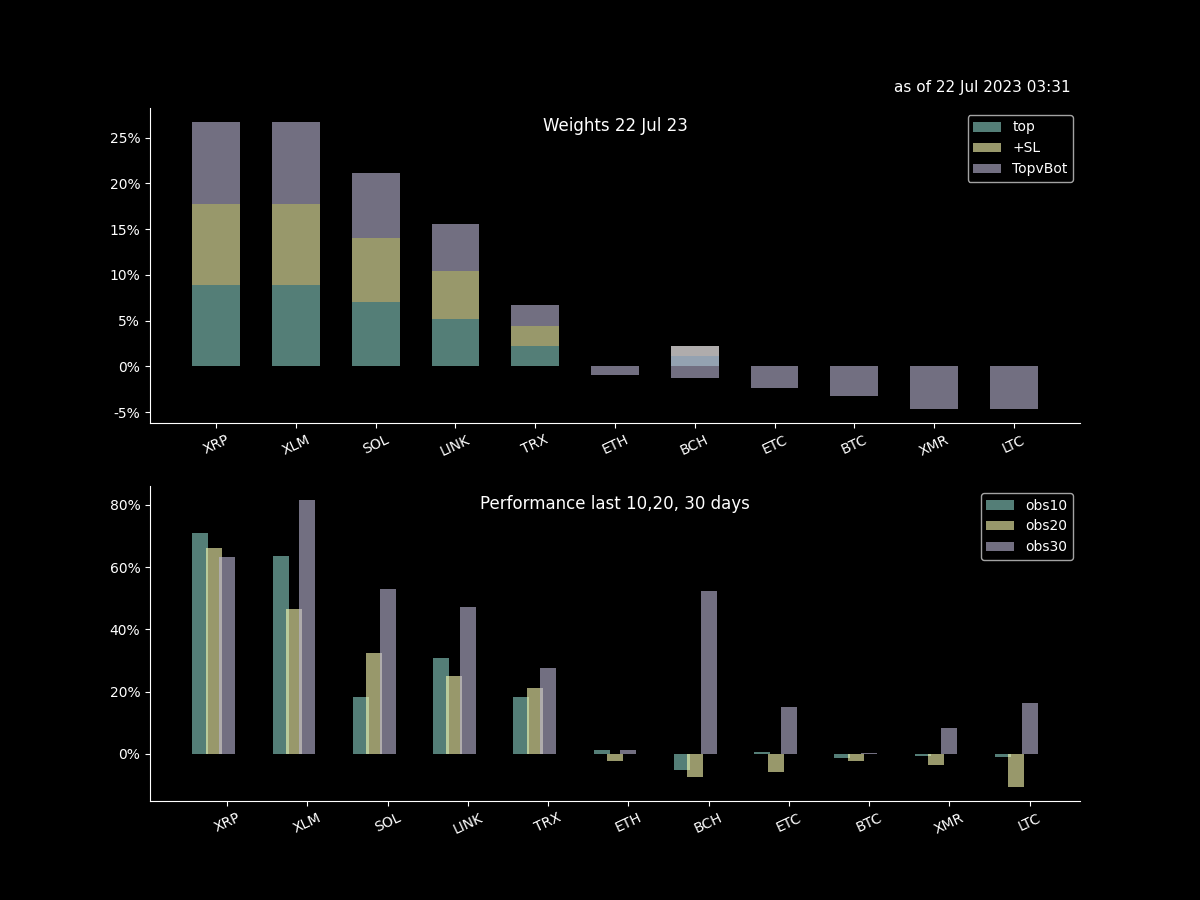 as of 22 Jul 2023 03:31
Weights 22 Jul 23
top
+SL
TopvBot
25%
20%
15%
10%
5%
0%
-5%
XRP XLM SOL LINK TRX ETH BCH ETC BTC XMR LTC
Performance last 10,20, 30 days
obs10
obs20
obs30
80%
60%
40%
20%
0%
XRP XLM SOL LINK TRX ETH BCH ETC BTC XMR LTC